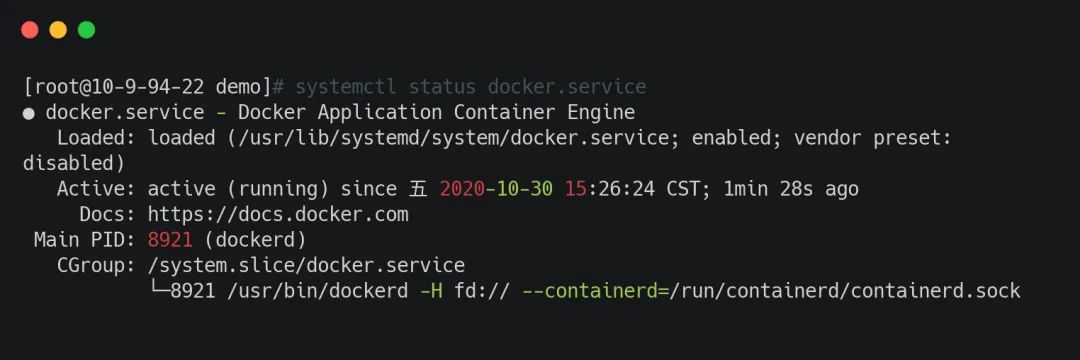 [root@10-9-94-22 demo]# systemctl status docker.service
● docker.service - Docker Application Container Engine
   Loaded: loaded (/usr/lib/systemd/system/docker.service; enabled; vendor preset:
disabled)
   Active: active (running) since 五 2020-10-30 15:26:24 CST; 1min 28s ago
     Docs: https://docs.docker.com
 Main PID: 8921 (dockerd)
   CGroup: /system.slice/docker.service
           └─8921 /usr/bin/dockerd -H fd:// --containerd=/run/containerd/containerd.sock